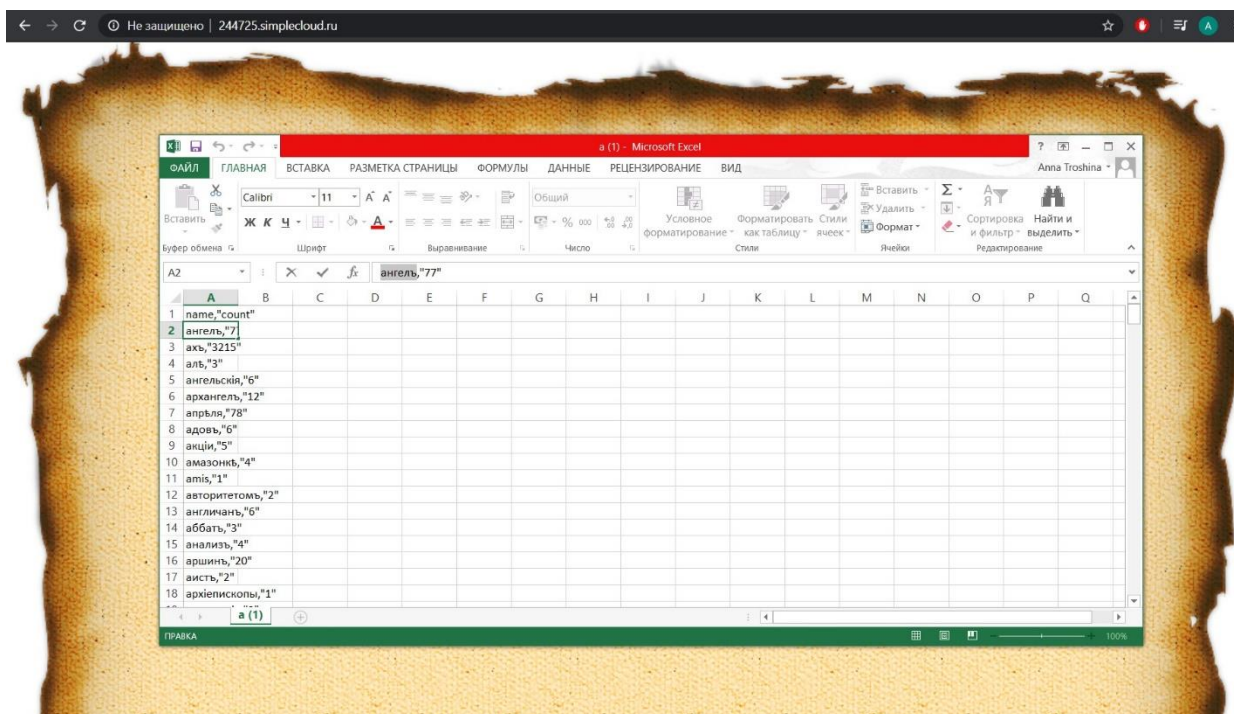 Не защищено | 244725.simplecloud.ru
a (1) - Microsoft Excel
ФАЙЛ ГЛАВНАЯ ВСТАВКА РАЗМЕТКА СТРАНИЦЫ ФОРМУЛЫ ДАННЫЕ РЕЦЕНЗИРОВАНИЕ ВИД Anna Troshina
Calibri 11 Общий Вставить
Вставить Ж К Ч % 000 Условное Форматировать Стили Удалить Сортировка Найти и
форматирование как таблицу ячеек Формат и фильтр выделить
Буфер обмена Шрифт Выравнивание Число Стили Ячейки Редактирование
A2 fx ангелъ,"77"
A B C D E F G H I J K L M N O P Q
1 name,"count"
2 ангелъ,"7
3 ахъ,"3215"
4 алѣ,"3"
5 ангельскія,"6"
6 архангелъ,"12"
7 апрѣля,"78"
8 адовъ,"6"
9 акціи,"5"
10 амазонкѣ,"4"
11 amis,"1"
12 авторитетомъ,"2"
13 англичанъ,"6"
14 аббатъ,"3"
15 анализъ,"4"
16 аршинъ,"20"
17 аистъ,"2"
18 архіепископы,"1"
a (1)
ПРАВКА 100%